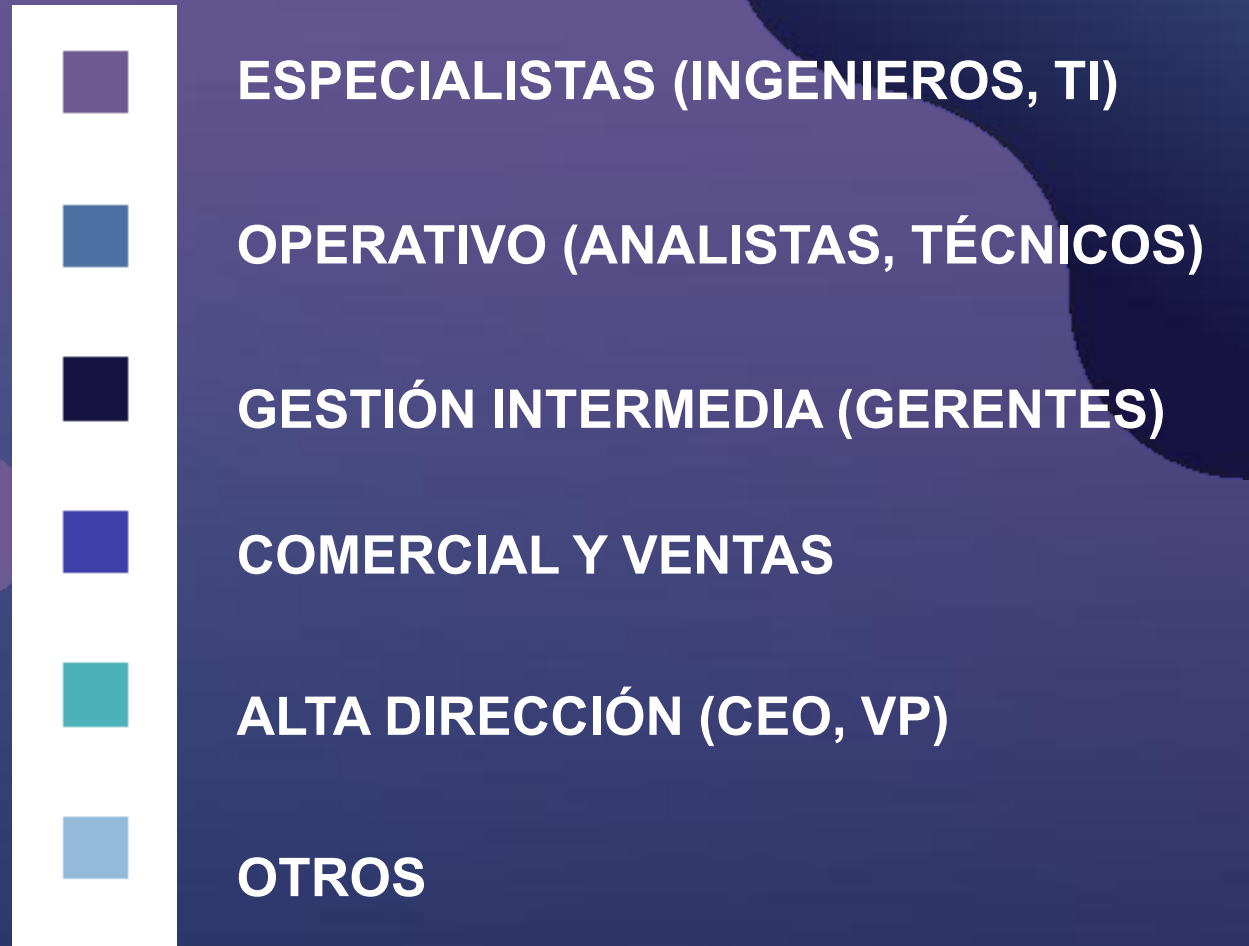 ESPECIALISTAS (INGENIEROS, TI)
OPERATIVO (ANALISTAS, TÉCNICOS)
GESTIÓN INTERMEDIA (GERENTES)
COMERCIAL Y VENTAS
ALTA DIRECCIÓN (CEO, VP)
OTROS